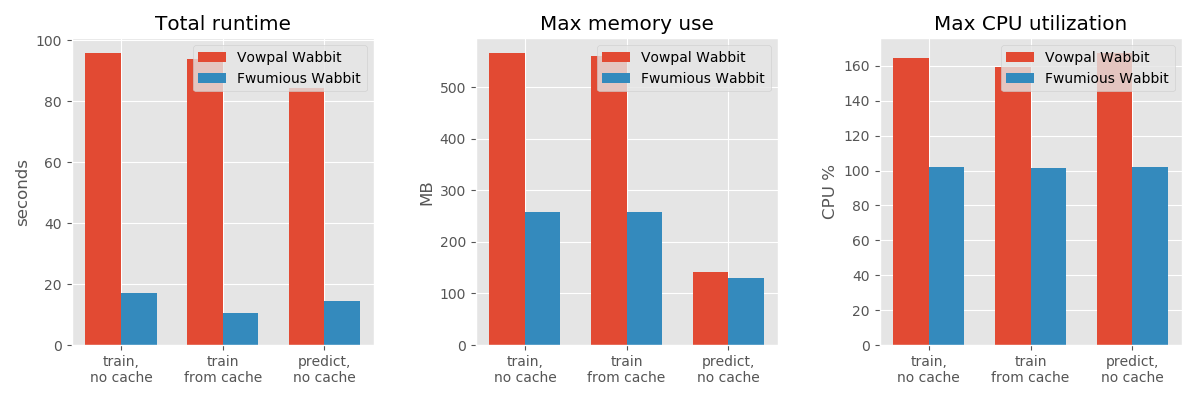 Total runtime
100
80
60
40
20
0
seconds
Vowpal Wabbit
Fwumious Wabbit
train,
no cache
train
from cache
predict,
no cache
Max memory use
500
400
300
200
100
0
MB
Vowpal Wabbit
Fwumious Wabbit
train,
no cache
train
from cache
predict,
no cache
Max CPU utilization
160
140
120
100
80
60
40
20
0
CPU %
Vowpal Wabbit
Fwumious Wabbit
train,
no cache
train
from cache
predict,
no cache